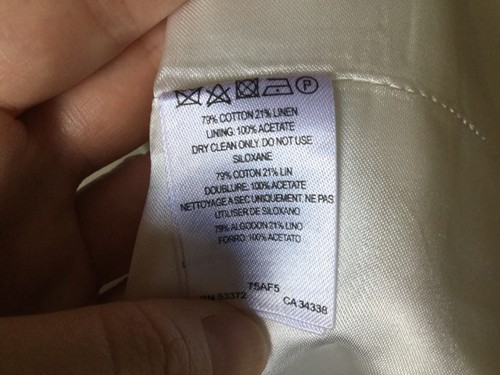 P
79% COTTON 21% LINEN
LINING: 100% ACETATE
DRY CLEAN ONLY. DO NOT USE
SILOXANE
79% COTON 21% LIN
DOUBLURE: 100% ACETATE
NETTOYAGE A SEC UNIQUEMENT. NE PAS
UTILISER DE SILOXANO
79% ALGODON 21% LINO
FORRO: 100% ACETATO
75AF5
53372 CA 34338